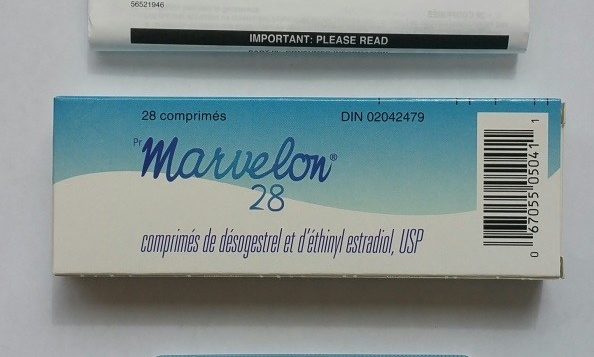 56521946
IMPORTANT: PLEASE READ
28 comprimés DIN 02042479
Pr Marvelon®
28
comprimés de désogestrel et d'éthinyl estradiol, USP
0 67055 05041 1